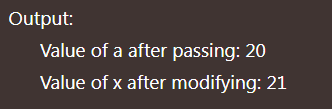 Output:
Value of a after passing: 20
Value of x after modifying: 21